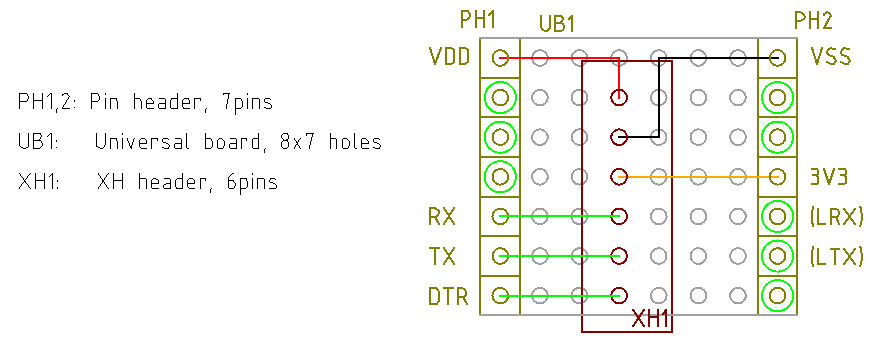 PH1 UB1 PH2
VDD VSS
PH1,2: Pin header, 7pins
UB1: Universal board, 8x7 holes
XH1: XH header, 6pins
3V3
RX (LRX)
TX (LTX)
DTR
XH1